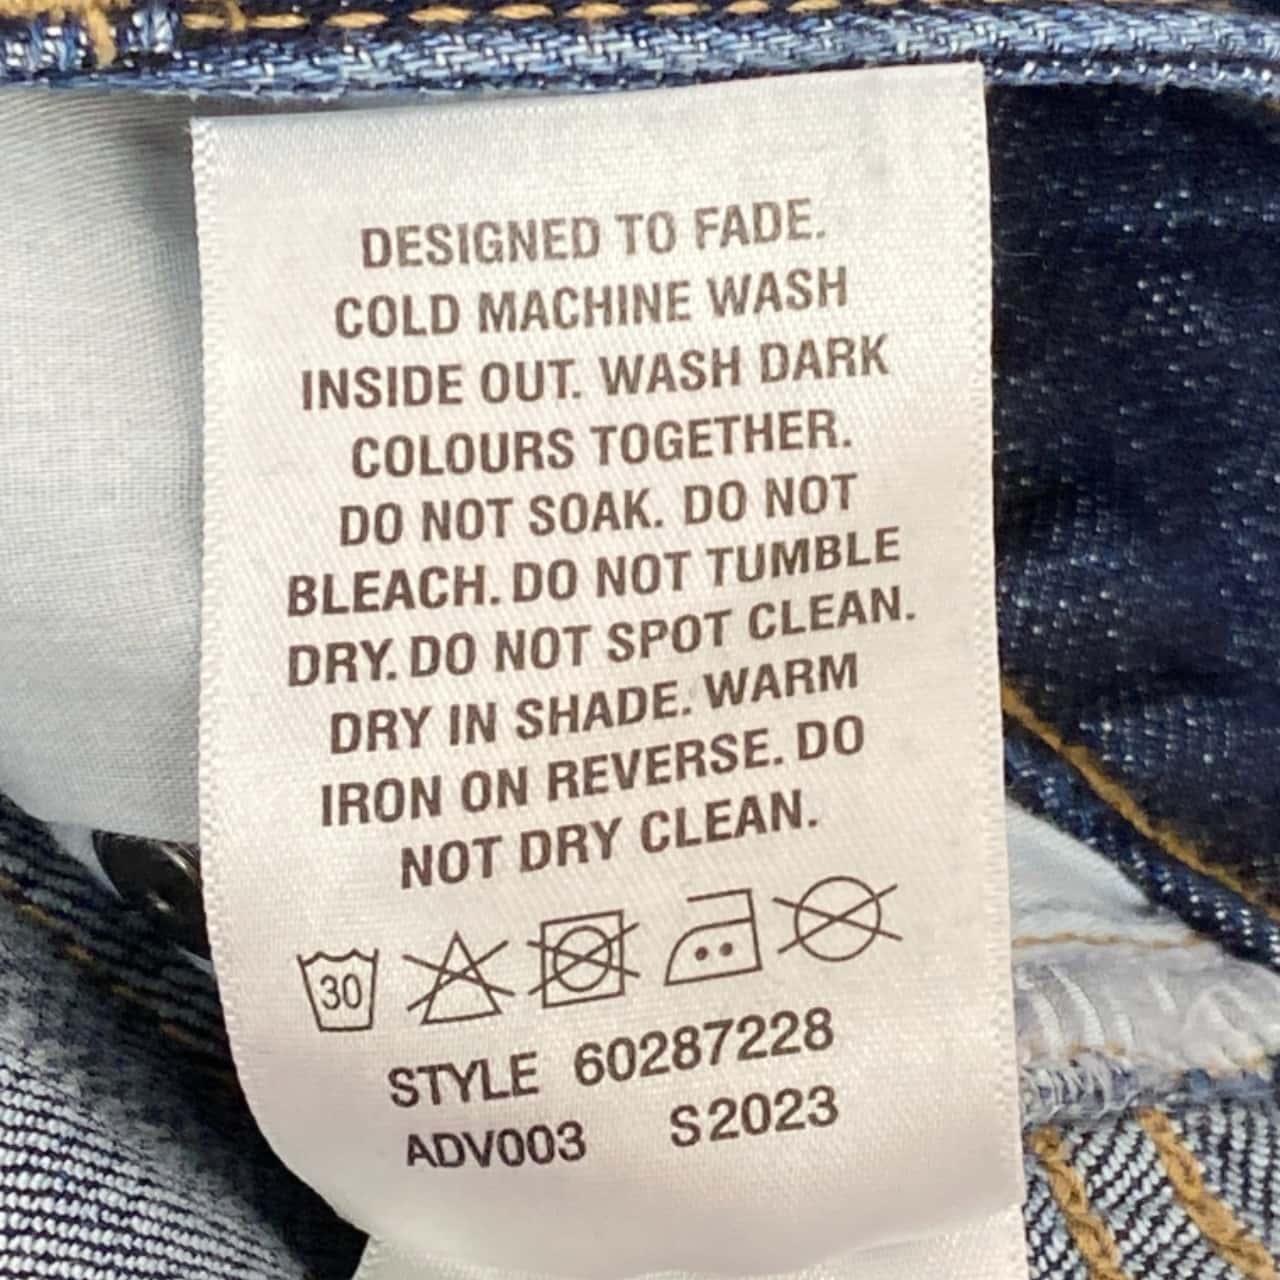 DESIGNED TO FADE.
COLD MACHINE WASH
INSIDE OUT. WASH DARK
COLOURS TOGETHER.
DO NOT SOAK. DO NOT
BLEACH. DO NOT TUMBLE
DRY. DO NOT SPOT CLEAN.
DRY IN SHADE. WARM
IRON ON REVERSE. DO
NOT DRY CLEAN.
30
STYLE 60287228
ADV003 S2023